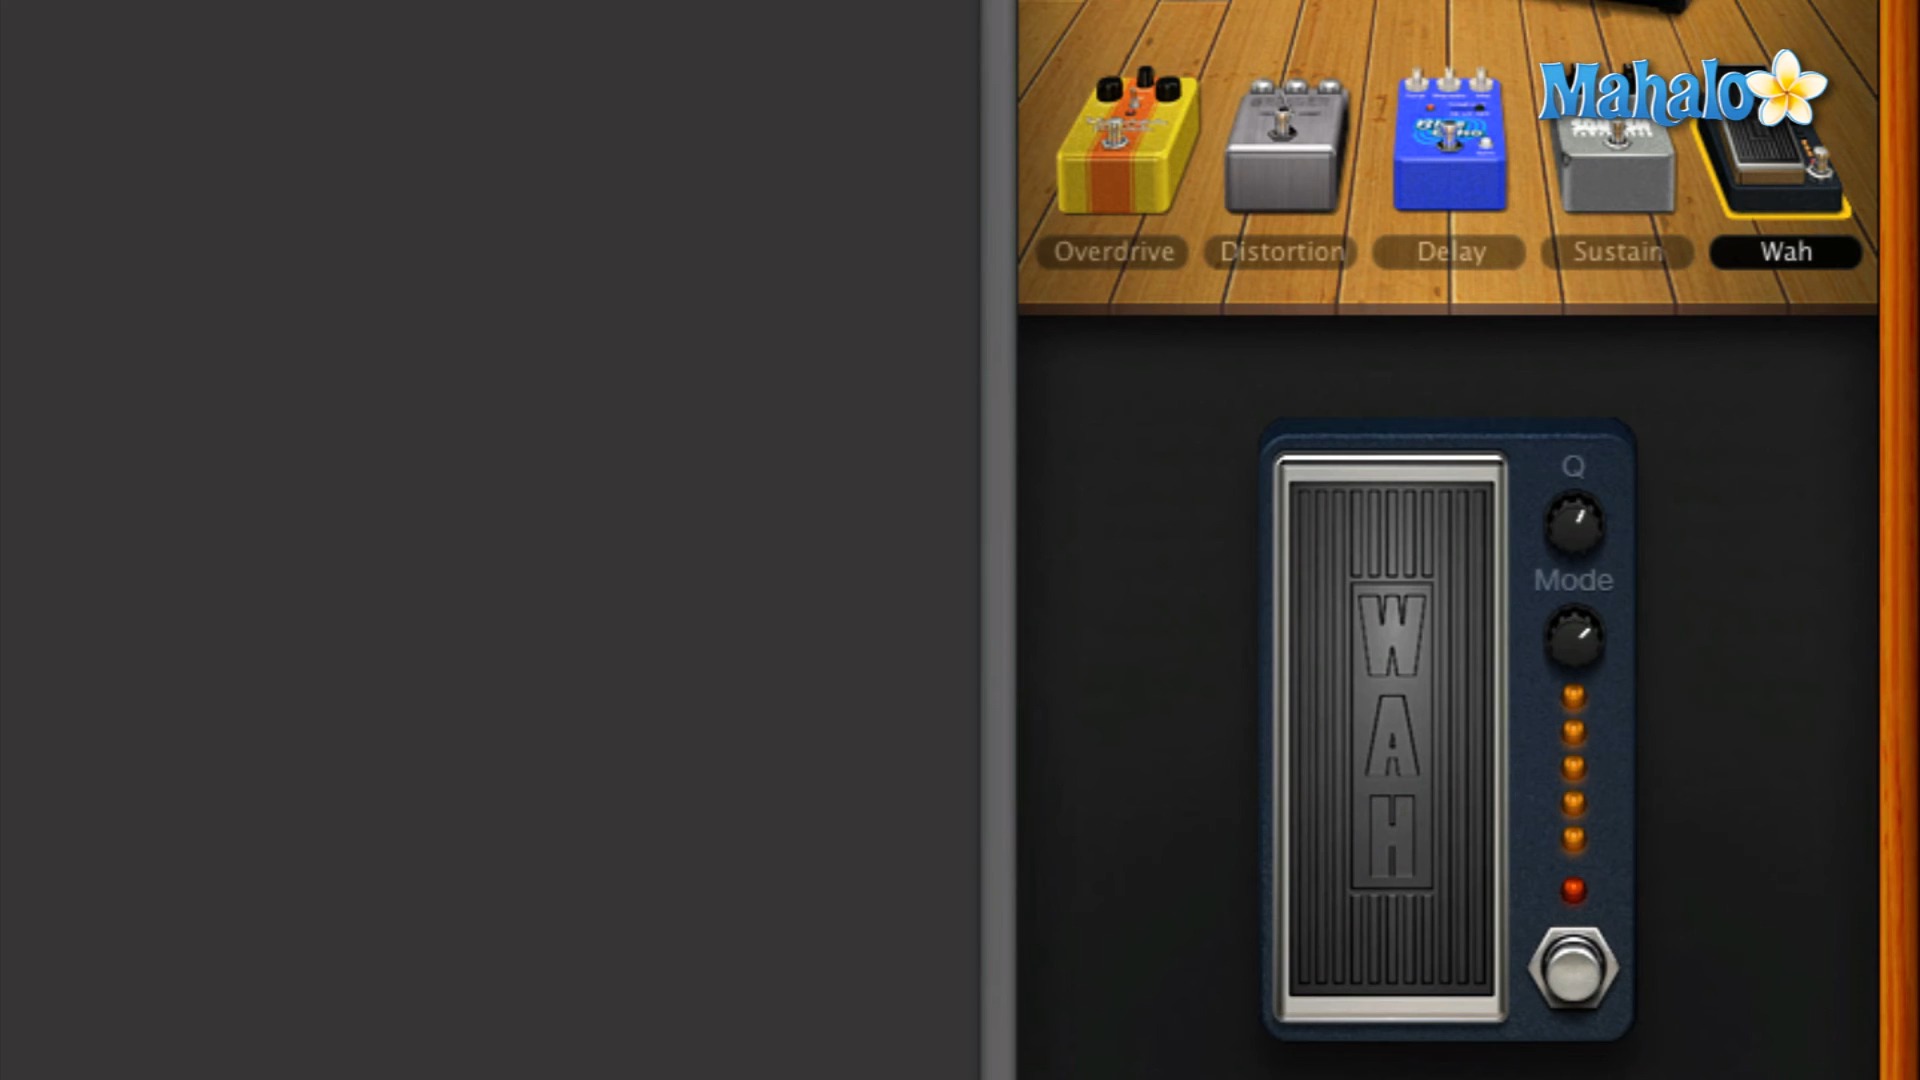 Mahalo
Overdrive
Distortion
Delay
Sustain
Wah
Q
Mode
WAH